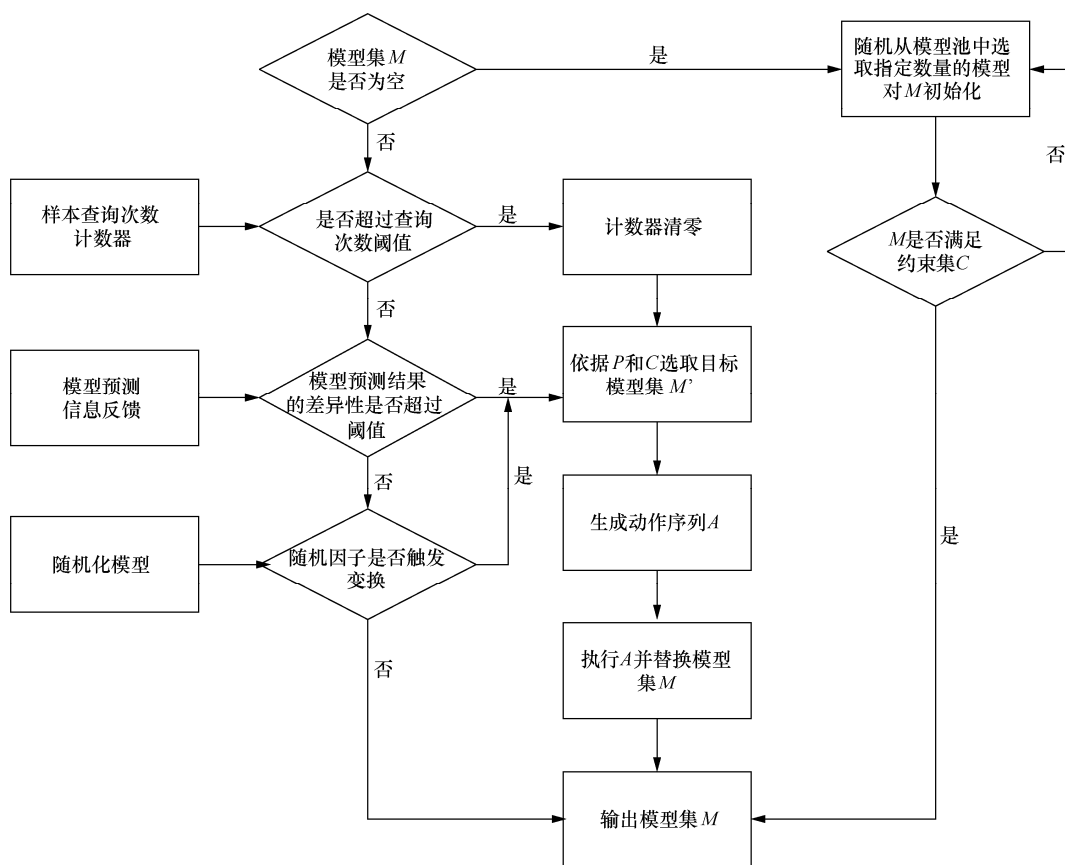 模型集M
是否为空
是
随机从模型池中选
取指定数量的模型
对M初始化
否
否
样本查询次数
计数器
是否超过查询
次数阈值
是
计数器清零
M是否满足
约束集C
否
模型预测
信息反馈
模型预测结果
的差异性是否超过
阈值
是
依据P和C选取目标
模型集M’
否
是
随机化模型
随机因子是否触发
变换
生成动作序列A
是
否
执行A并替换模型
集M
输出模型集M